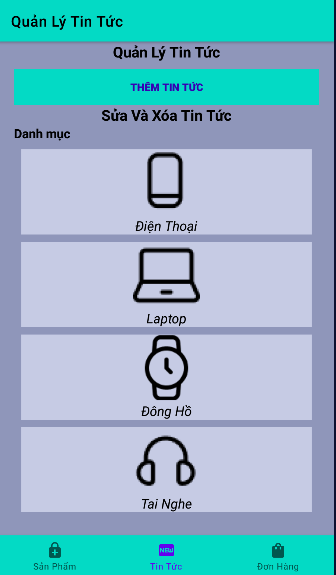 Quản Lý Tin Tức
Quản Lý Tin Tức
THÊM TIN TỨC
Sửa Và Xóa Tin Tức
Danh mục
Điện Thoại
Laptop
Đông Hồ
Tai Nghe
NEW
Sản Phẩm
Tin Tức
Đơn Hàng